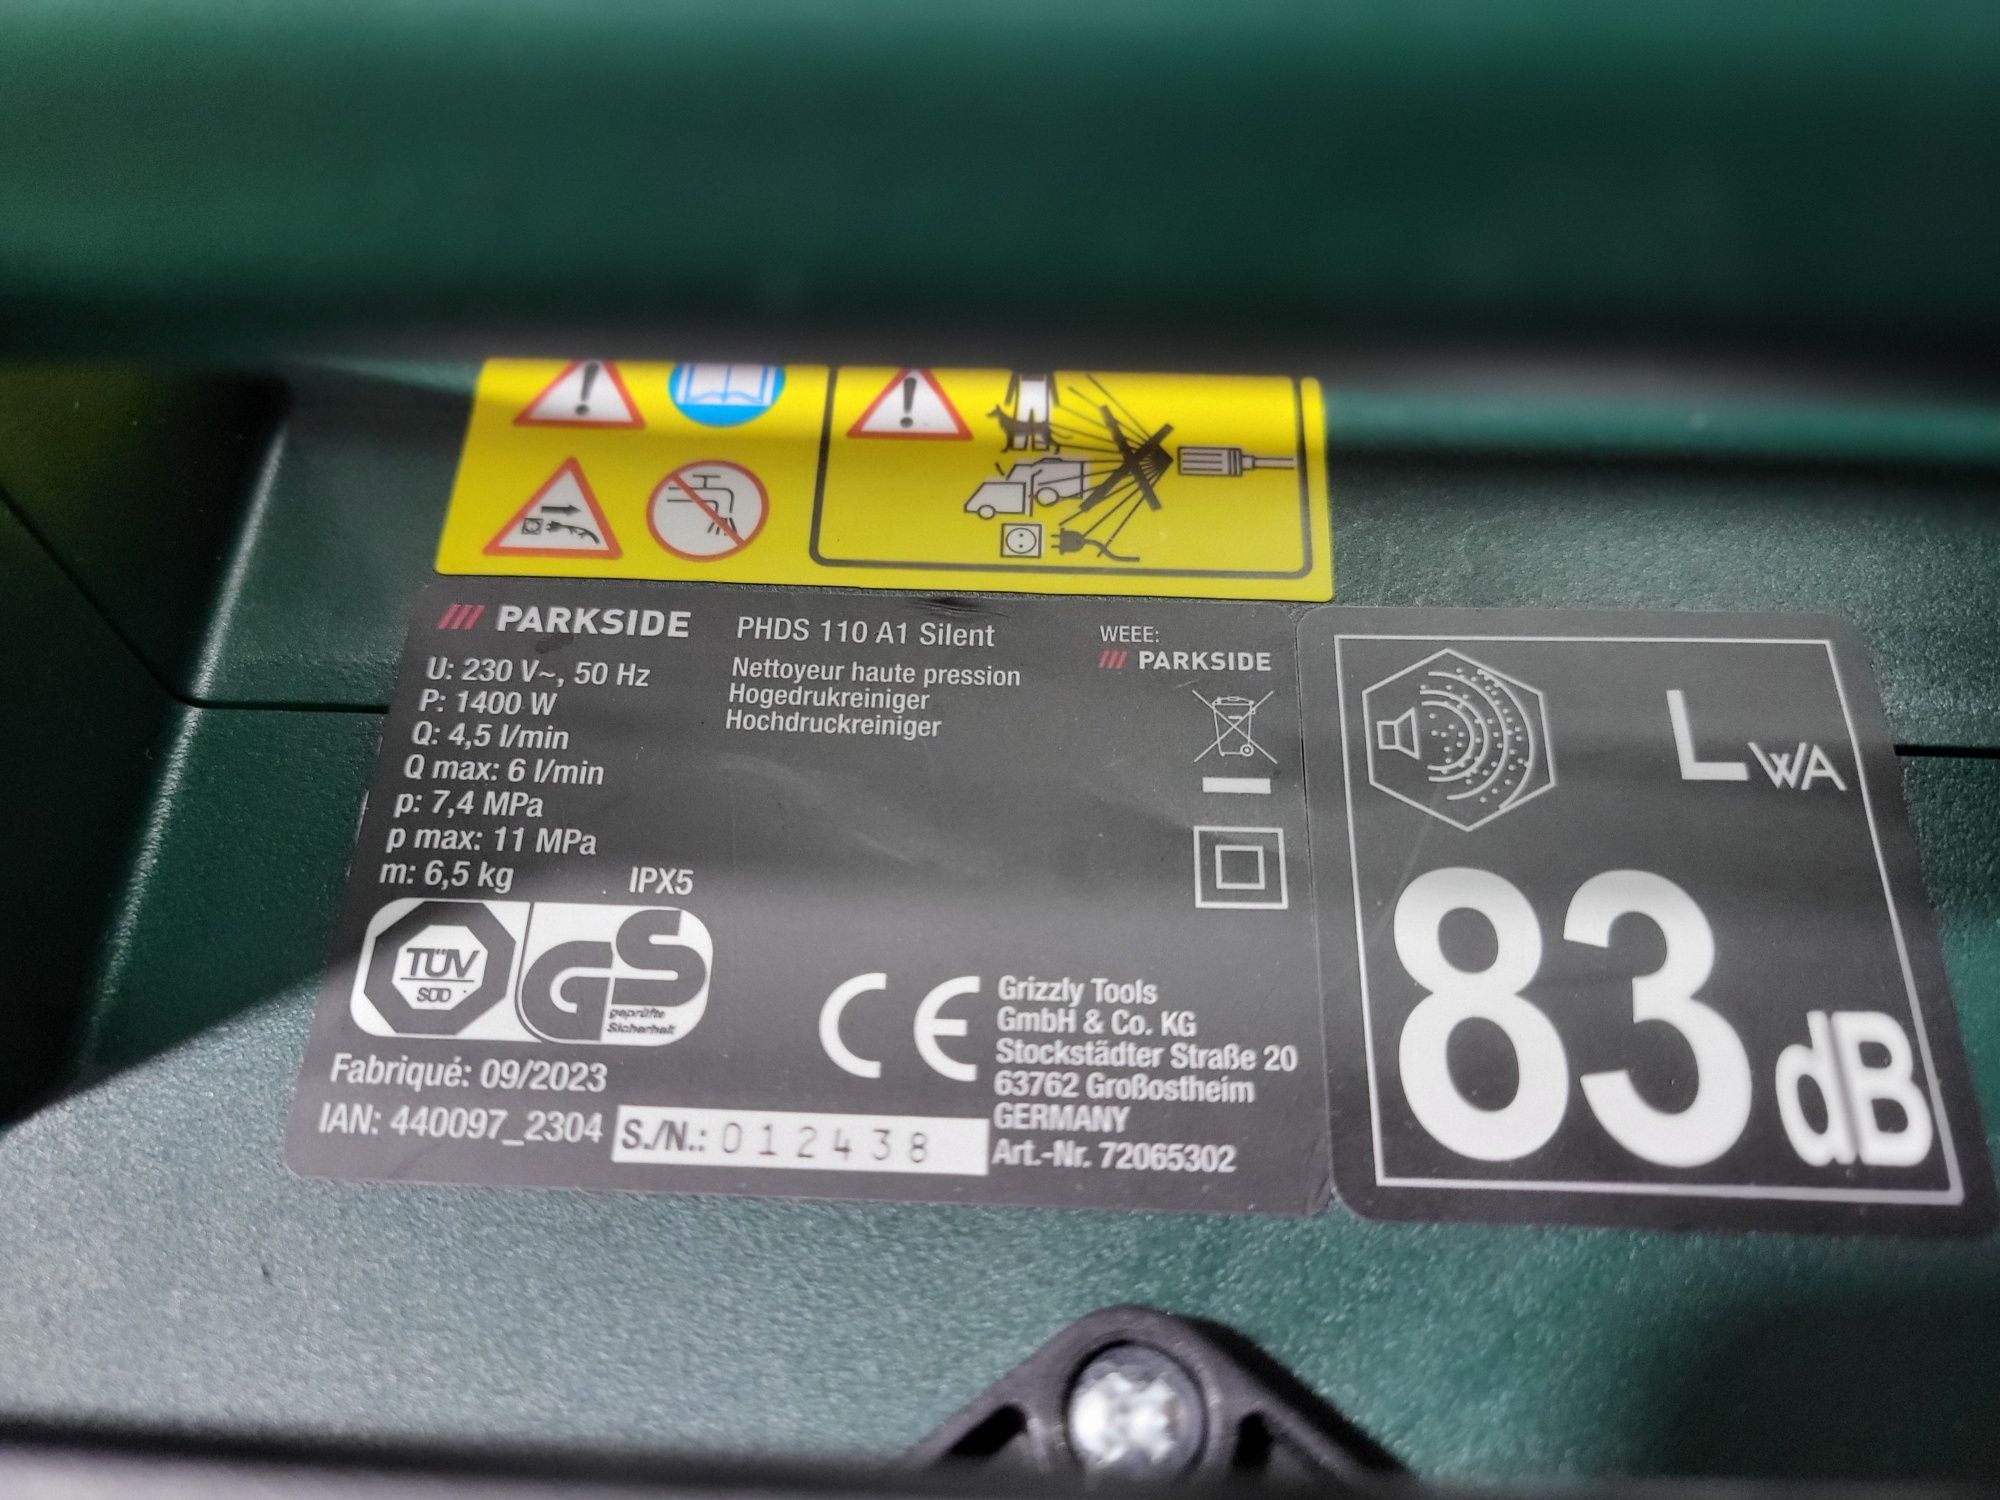 PARKSIDE
PHDS 110 A1 Silent
U: 230 V~, 50 Hz
P: 1400 W
Q: 4,5 l/min
Q max: 6 l/min
p: 7,4 MPa
p max: 11 MPa
m: 6,5 kg
IPX5
Nettoyeur haute pression
Hogedrukreiniger
Hochdruckreiniger
WEEE:
PARKSIDE
TÜV
SÜD
GS
geprüfte
Sicherheit
CE
Fabriqué: 09/2023
IAN: 440097_2304
S./N.: 012438
Grizzly Tools
GmbH & Co. KG
Stockstädter Straße 20
63762 Großostheim
GERMANY
Art.-Nr. 72065302
LWA
83 dB